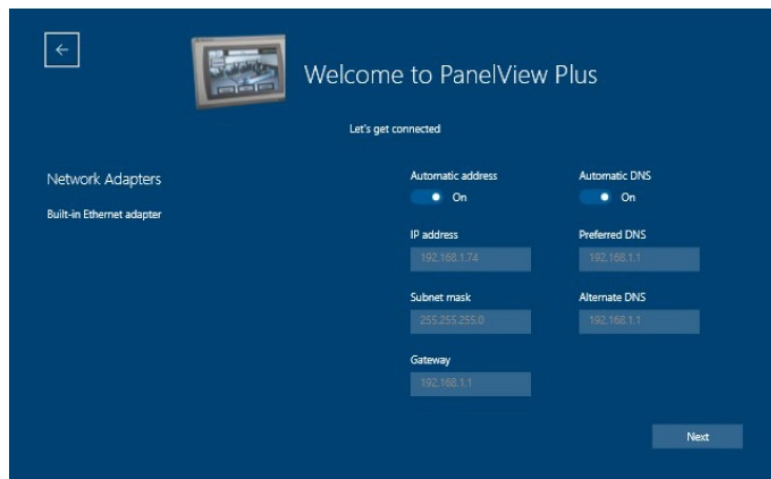 Welcome to PanelView Plus
Let's get connected
Network Adapters
Built-in Ethernet adapter
Automatic address
On
IP address
192.168.1.74
Subnet mask
255.255.255.0
Gateway
192.168.1.1
Automatic DNS
On
Preferred DNS
192.168.1.1
Alternate DNS
192.168.1.1
Next